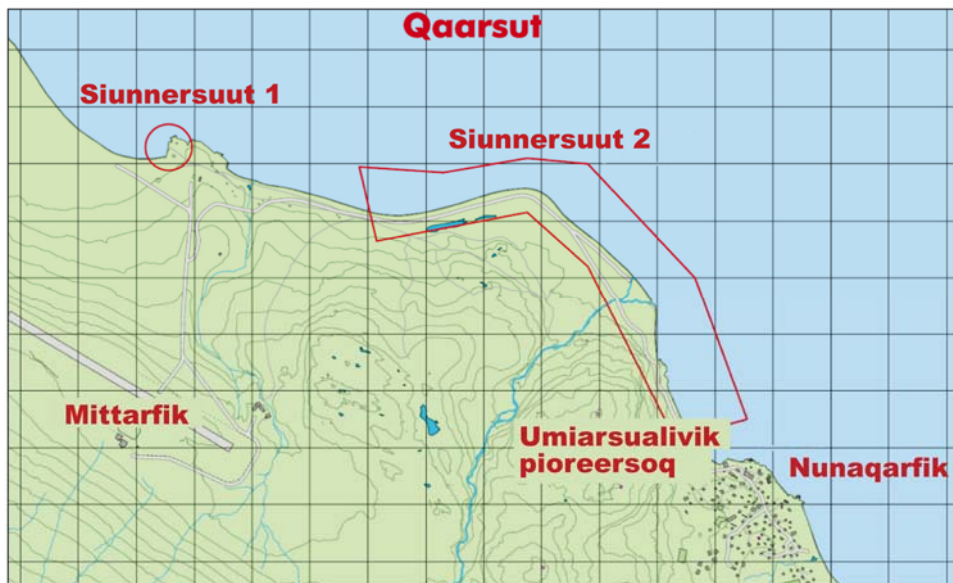 Qaarsut
Siunnersuut 1
Siunnersuut 2
Mittarfik
Umiarsualivik
pioreersoq
Nunaqarfik